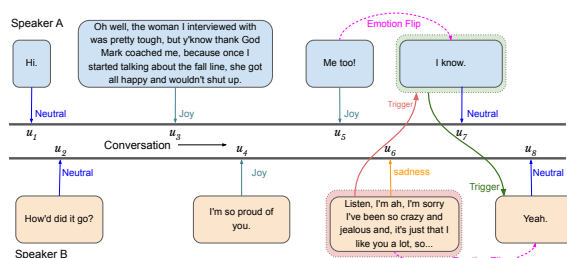 Speaker A
Hi.
Oh well, the woman I interviewed with
was pretty tough, but y'know thank God
Mark coached me, because once I
started talking about the fall line, she got
all happy and wouldn't shut up.
Me too!
Emotion Flip
I know.
Neutral
Joy
Joy
Trigger
Neutral
u1
u3
u5
u7
Conversation
u2
u4
u6
u8
Neutral
Joy
sadness
Trigger
Neutral
How'd did it go?
I'm so proud of
you.
Listen, I'm ah, I'm sorry
I've been so crazy and
jealous and, it's just that I
like you a lot, so...
Yeah.
Speaker B
Emotion Flip